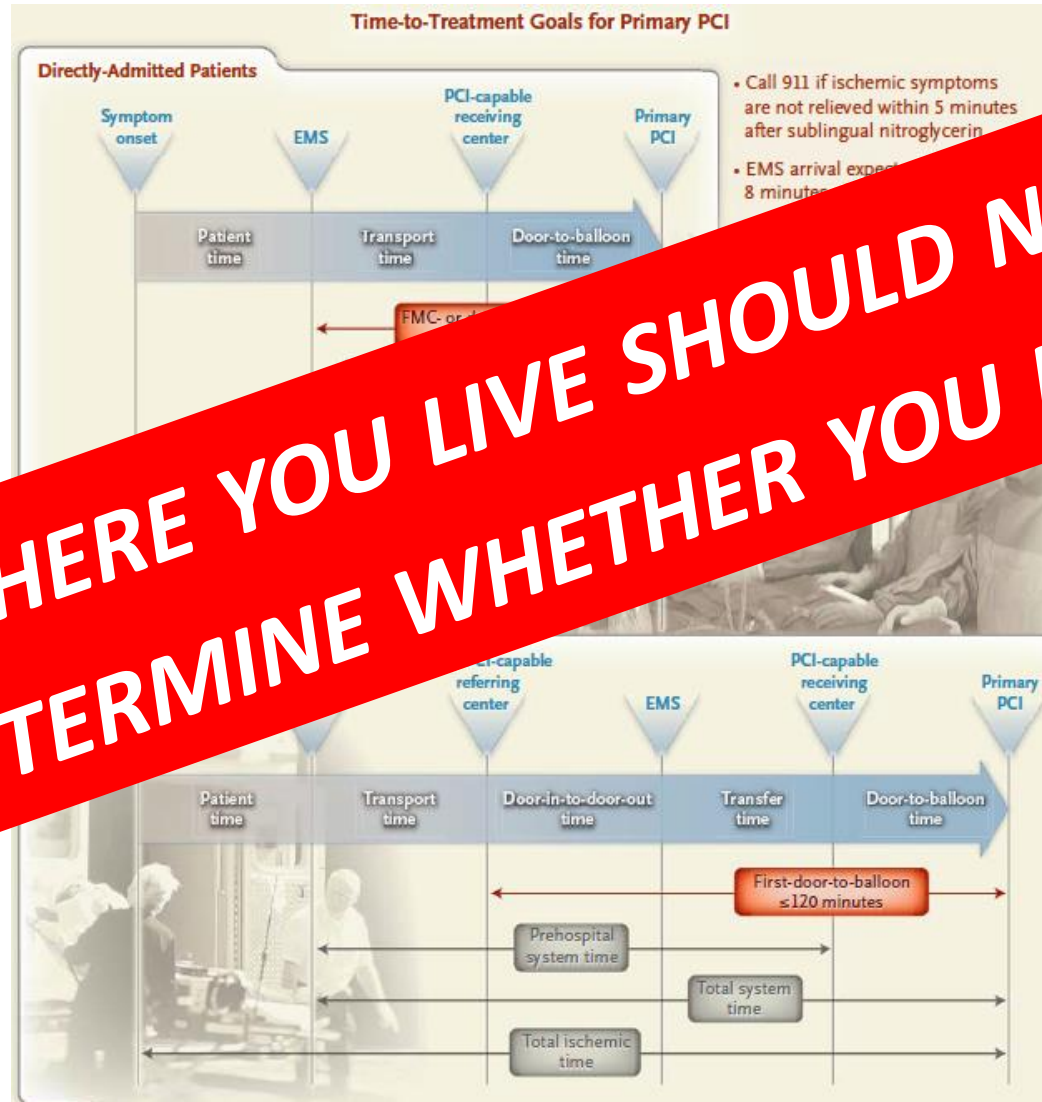 Time-to-Treatment Goals for Primary PCI
Directly-Admitted Patients
Symptom
onset
EMS
PCI-capable
receiving
center
Primary
PCI
• Call 911 if ischemic symptoms
are not relieved within 5 minutes
after sublingual nitroglycerin
• EMS arrival
8 minutes
Patient
time
Transport
time
Door-to-balloon
time
FMC- or
HERE YOU LIVE SHOULD N
TERMINE WHETHER YOU
-capable
referring
center
EMS
PCI-capable
receiving
center
Primary
PCI
Patient
time
Transport
time
Door-in-to-door-out
time
Transfer
time
Door-to-balloon
time
First-door-to-balloon
≤120 minutes
Prehospital
system time
Total system
time
Total ischemic
time